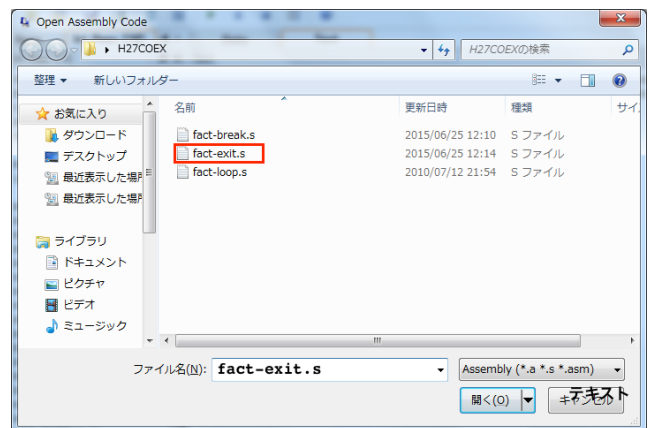 Open Assembly Code
H27COEX
H27COEXの検索
整理 新しいフォルダー
名前 更新日時 種類 サイ
お気に入り
ダウンロード
デスクトップ
最近表示した場所
最近表示した場所
fact-break.s 2015/06/25 12:10 S ファイル
fact-exit.s 2015/06/25 12:14 S ファイル
fact-loop.s 2010/07/12 21:54 S ファイル
ライブラリ
ドキュメント
ピクチャ
ビデオ
ミュージック
ファイル名(N): fact-exit.s Assembly (*.a *.s *.asm)
開く(O) キャンセル
テキスト